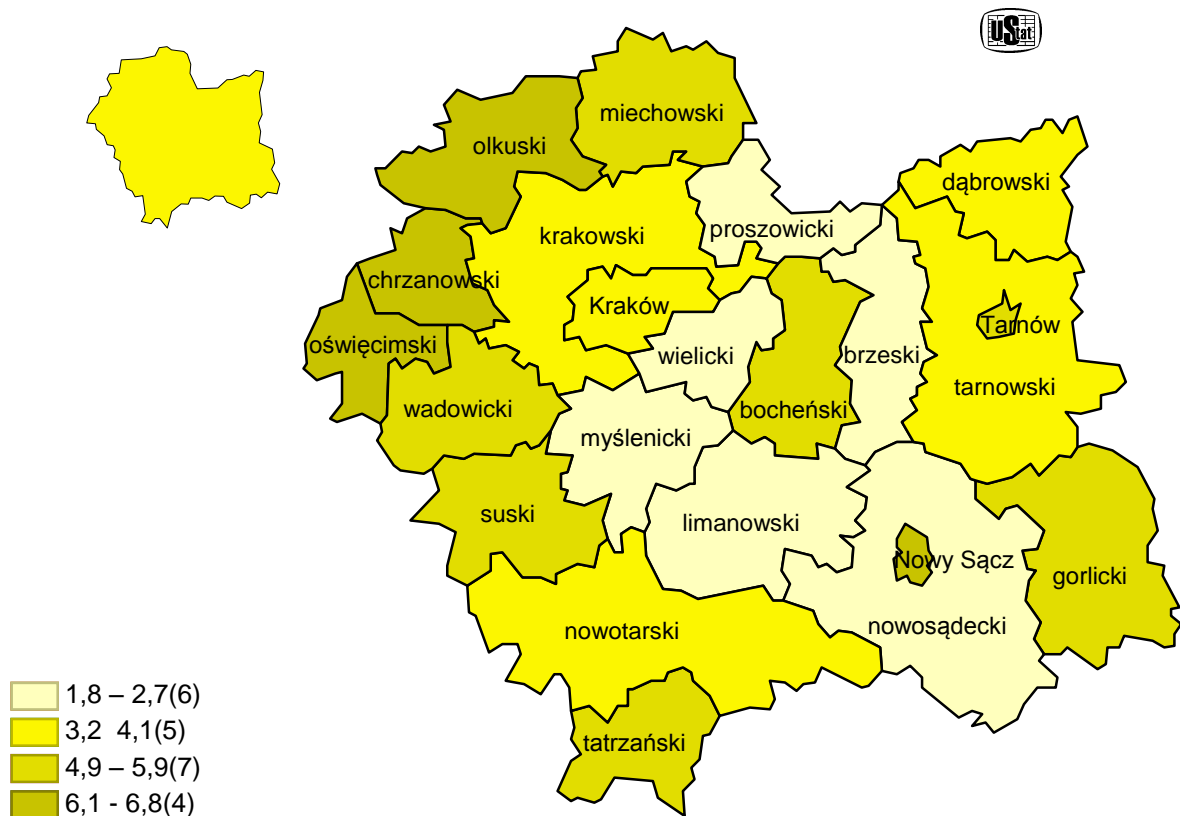 UStat
miechowski
olkuski
dąbrowski
proszowicki
krakowski
chrzanowski
Kraków
Tarnów
oświęcimski
wielicki
brzeski
tarnowski
wadowicki
bocheński
myślenicki
suski
limanowski
Nowy Sącz
gorlicki
nowotarski
nowosądecki
tatrzański
1,8 – 2,7(6)
3,2 4,1(5)
4,9 – 5,9(7)
6,1 - 6,8(4)